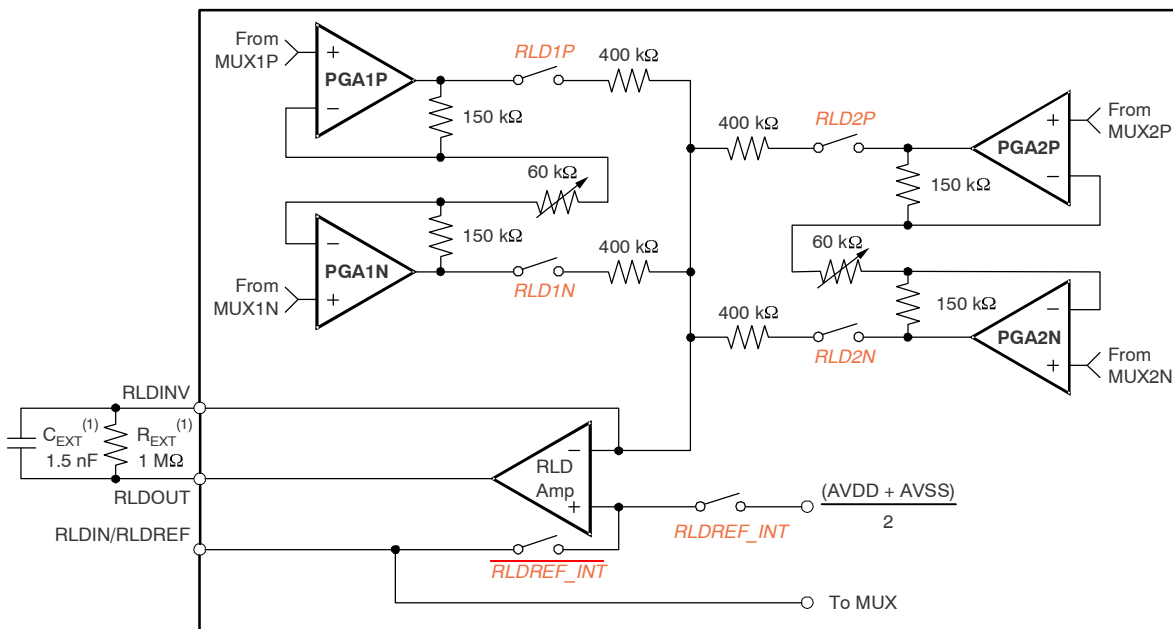 From
MUX1P
+
PGA1P
−
RLD1P
400 kΩ
150 kΩ
60 kΩ
−
PGA1N
+
From
MUX1N
150 kΩ
RLD1N
400 kΩ
400 kΩ
RLD2P
+
PGA2P
−
From
MUX2P
150 kΩ
60 kΩ
400 kΩ
RLD2N
150 kΩ
−
PGA2N
+
From
MUX2N
RLDINV
C_EXT (1)
1.5 nF
R_EXT (1)
1 MΩ
RLDOUT
RLDIN/RLDREF
−
RLD
Amp
+
RLDREF_INT
(AVDD + AVSS)
2
RLDREF_INT
To MUX